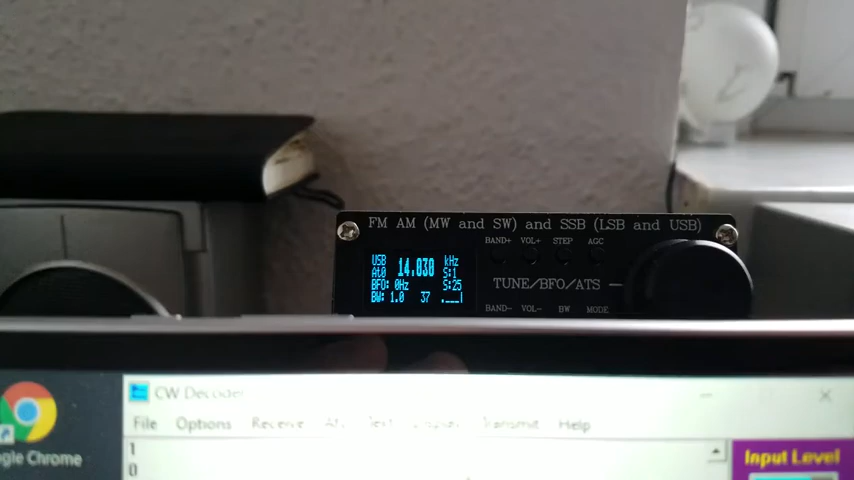 FM AM (MW and SW) and SSB (LSB and USB)
BAND+ VOL+ STEP AGC
USB 14.030 kHz
At0 S:1
BFO: 0Hz S:25
BW: 1.0 37
TUNE/BFO/ATS
BAND- VOL- BW MODE
CW Decoder
File Options Receive Text Transmit Help
1
0
Input Level
gle Chrome